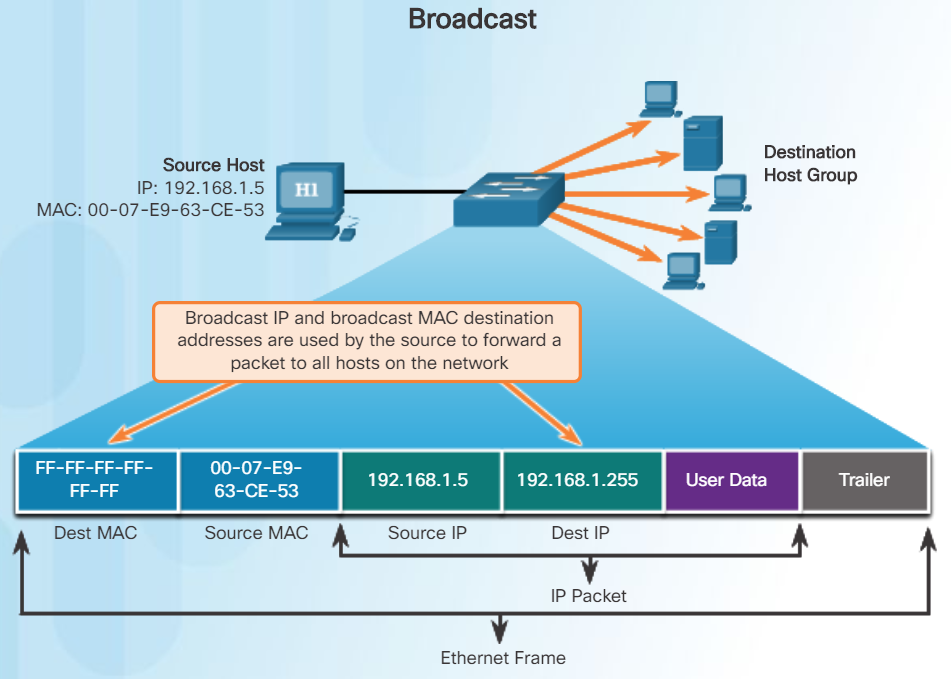 Broadcast
Source Host
IP: 192.168.1.5
MAC: 00-07-E9-63-CE-53
H1
Destination
Host Group
Broadcast IP and broadcast MAC destination
addresses are used by the source to forward a
packet to all hosts on the network
FF-FF-FF-FF-
FF-FF
00-07-E9-
63-CE-53
192.168.1.5
192.168.1.255
User Data
Trailer
Dest MAC
Source MAC
Source IP
Dest IP
IP Packet
Ethernet Frame